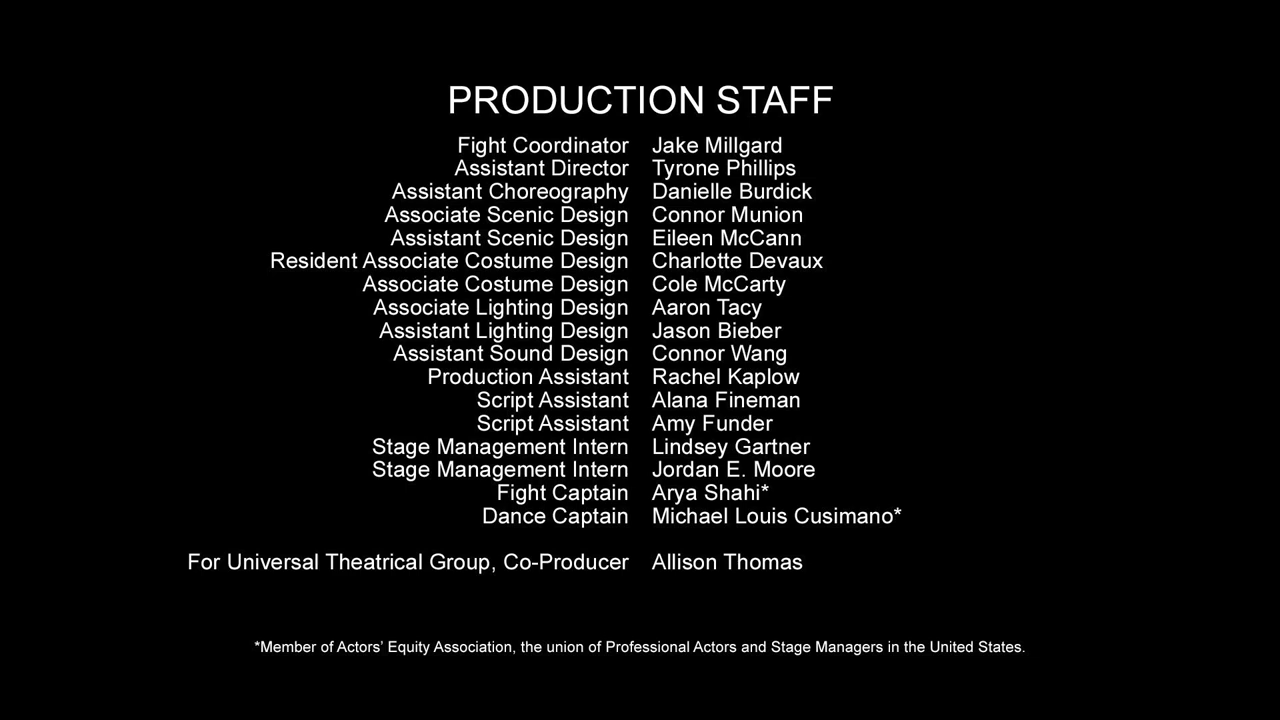 PRODUCTION STAFF
Fight Coordinator Jake Millgard
Assistant Director Tyrone Phillips
Assistant Choreography Danielle Burdick
Associate Scenic Design Connor Munion
Assistant Scenic Design Eileen McCann
Resident Associate Costume Design Charlotte Devaux
Associate Costume Design Cole McCarty
Associate Lighting Design Aaron Tacy
Assistant Lighting Design Jason Bieber
Assistant Sound Design Connor Wang
Production Assistant Rachel Kaplow
Script Assistant Alana Fineman
Script Assistant Amy Funder
Stage Management Intern Lindsey Gartner
Stage Management Intern Jordan E. Moore
Fight Captain Arya Shahi*
Dance Captain Michael Louis Cusimano*
For Universal Theatrical Group, Co-Producer Allison Thomas
*Member of Actors’ Equity Association, the union of Professional Actors and Stage Managers in the United States.